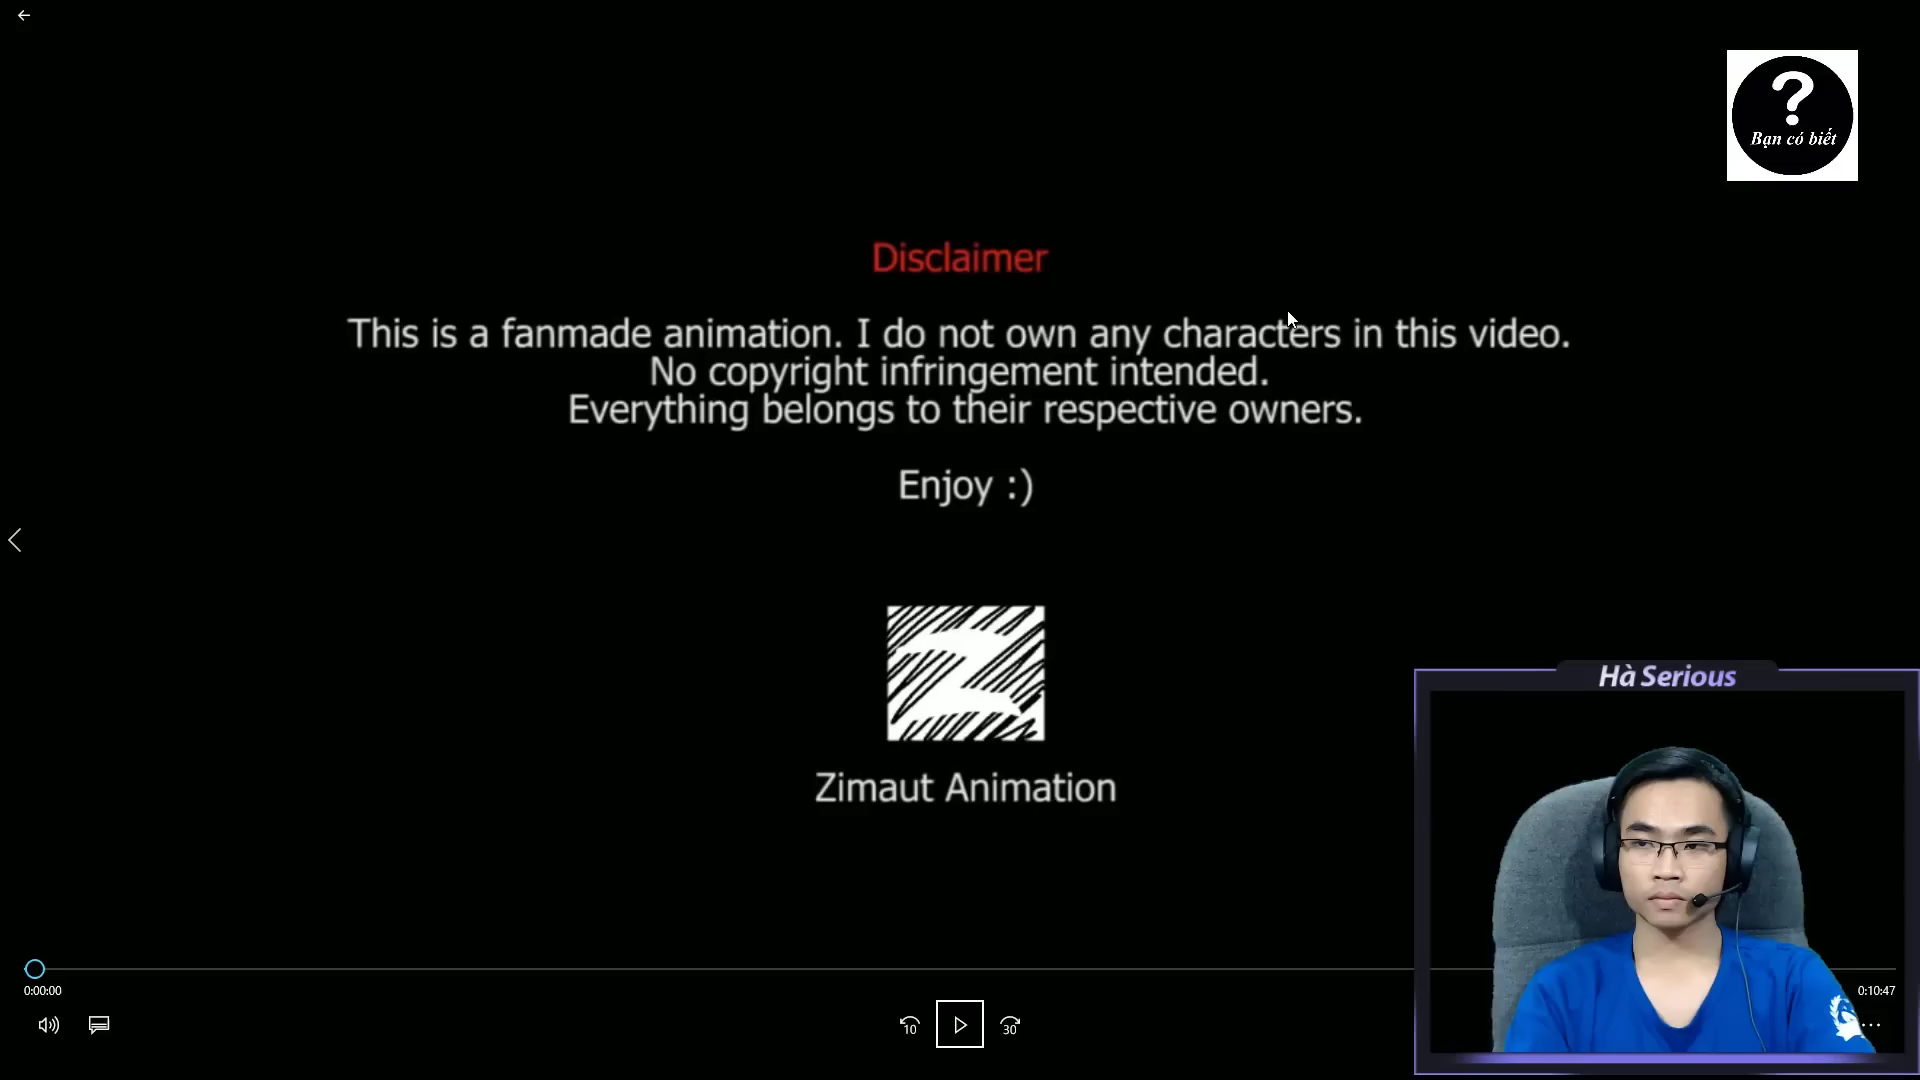 ?
Bạn có biết
Disclaimer
This is a fanmade animation. I do not own any characters in this video.
No copyright infringement intended.
Everything belongs to their respective owners.
Enjoy :)
Zimaut Animation
Hà Serious
0:00:00
0:10:47
10
30